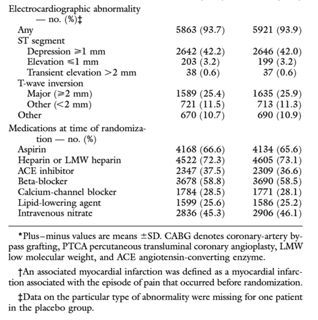 Electrocardiographic abnormality
— no. (%)‡
Any 5863 (93.7) 5921 (93.9)
ST segment
Depression ≥1 mm 2642 (42.2) 2646 (42.0)
Elevation ≤1 mm 203 (3.2) 199 (3.2)
Transient elevation >2 mm 38 (0.6) 37 (0.6)
T-wave inversion
Major (≥2 mm) 1589 (25.4) 1635 (25.9)
Other (<2 mm) 721 (11.5) 713 (11.3)
Other 670 (10.7) 690 (10.9)
Medications at time of randomiza-
tion — no. (%)
Aspirin 4168 (66.6) 4134 (65.6)
Heparin or LMW heparin 4522 (72.3) 4605 (73.1)
ACE inhibitor 2347 (37.5) 2309 (36.6)
Beta-blocker 3678 (58.8) 3690 (58.5)
Calcium-channel blocker 1784 (28.5) 1771 (28.1)
Lipid-lowering agent 1599 (25.6) 1586 (25.2)
Intravenous nitrate 2836 (45.3) 2906 (46.1)
*Plus–minus values are means ±SD. CABG denotes coronary-artery by-
pass grafting, PTCA percutaneous transluminal coronary angioplasty, LMW
low molecular weight, and ACE angiotensin-converting enzyme.
†An associated myocardial infarction was defined as a myocardial infarc-
tion associated with the episode of pain that occurred before randomization.
‡Data on the particular type of abnormality were missing for one patient
in the placebo group.